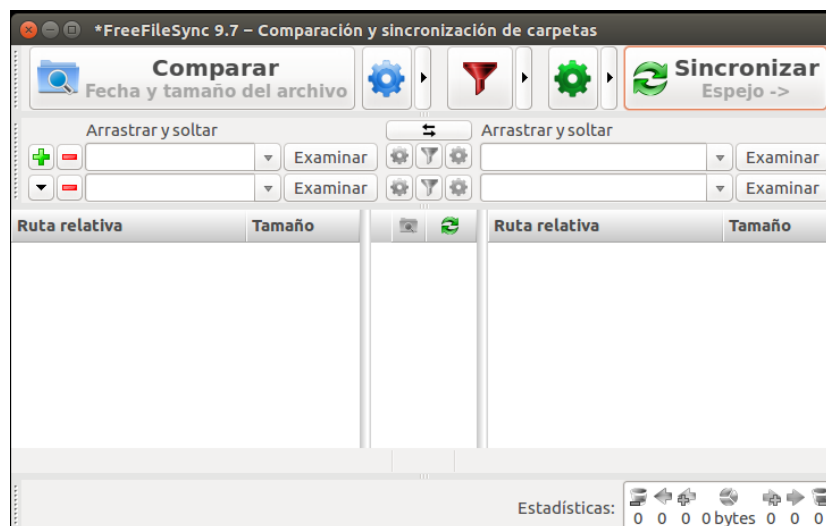 *FreeFileSync 9.7 – Comparación y sincronización de carpetas
Comparar
Fecha y tamaño del archivo
Sincronizar
Espejo ->
Arrastrar y soltar
Arrastrar y soltar
Examinar
Examinar
Examinar
Examinar
Ruta relativa Tamaño Ruta relativa Tamaño
Estadísticas:
0 0 0 0 bytes 0 0 0